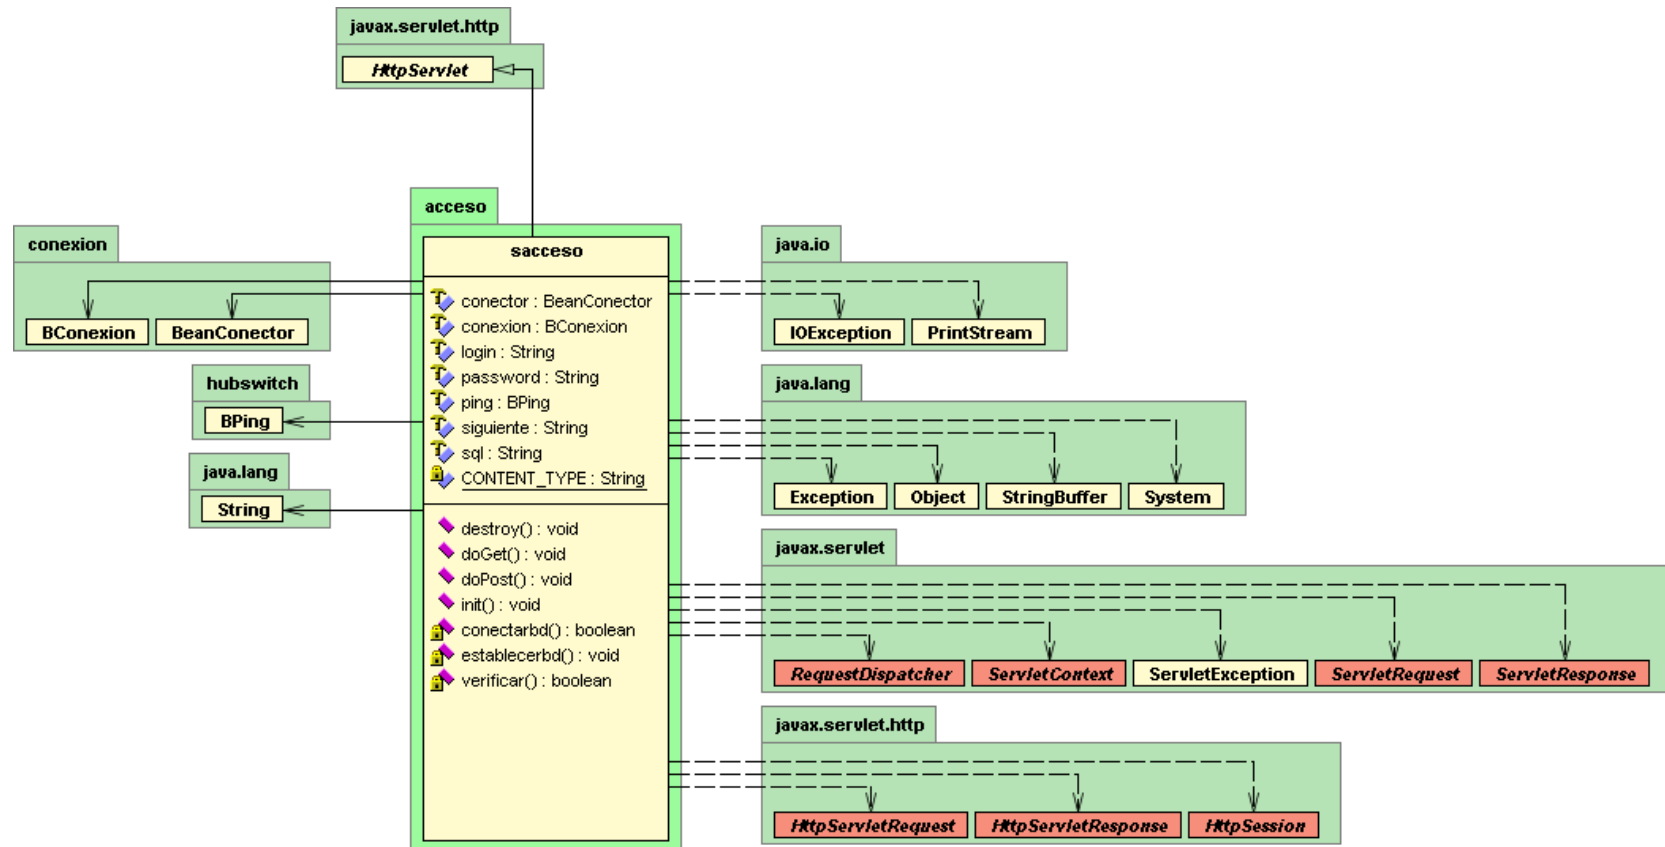 javax.servlet.http
HttpServlet
acceso
sacceso
conector : BeanConector
conexion : BConexion
login : String
password : String
ping : BPing
siguiente : String
sql : String
CONTENT_TYPE : String
destroy() : void
doGet() : void
doPost() : void
init() : void
conectarbd() : boolean
establecerbd() : void
verificar() : boolean
conexion
BConexion BeanConector
hubswitch
BPing
java.lang
String
java.io
IOException PrintStream
java.lang
Exception Object StringBuffer System
javax.servlet
RequestDispatcher ServletContext ServletException ServletRequest ServletResponse
javax.servlet.http
HttpServletRequest HttpServletResponse HttpSession